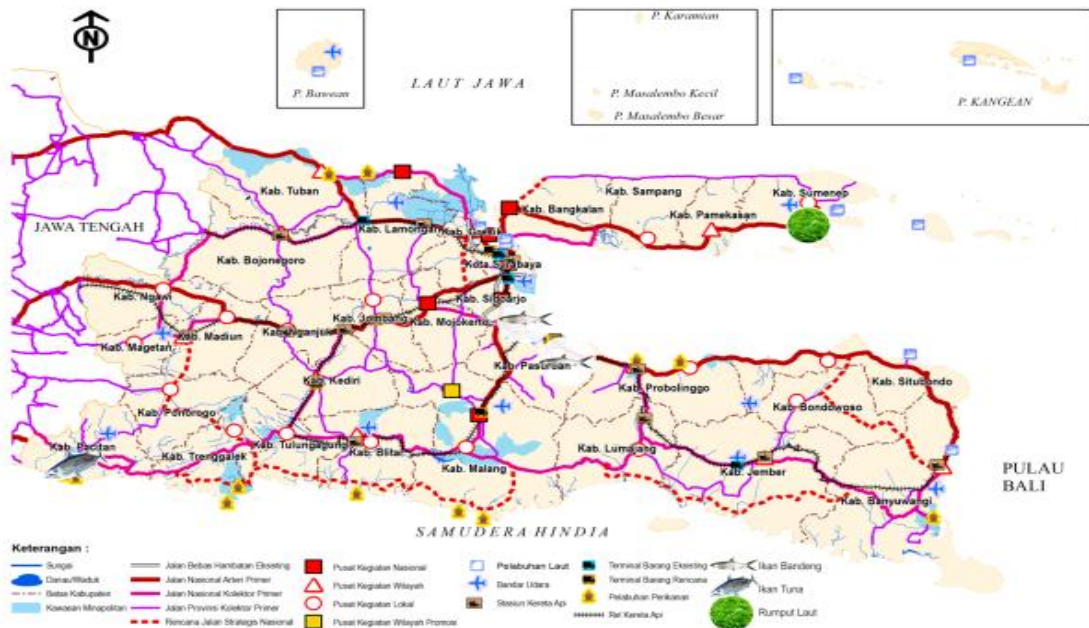 N
P. Karamian
P. Bawean
LAUT JAWA
P. Masalembo Kecil
P. Masalembo Besar
P. KANGEAN
Kab. Tuban
Kab. Sampang
Kab. Sumenep
Kab. Bangkalan
Kab. Pamekasan
JAWA TENGAH
Kab. Lamongan
Kab. Gresik
Kab. Bojonegoro
Kota Surabaya
Kab. Ngawi
Kab. Sidoarjo
Kab. Madiun
Kab. Nganjuk
Kab. Jombang
Kab. Mojokerto
Kab. Magetan
Kab. Pasuruan
Kab. Kediri
Kab. Probolinggo
Kab. Situbondo
Kab. Bondowoso
Kab. Ponorogo
Kab. Pacitan
Kab. Trenggalek
Kab. Tulungagung
Kab. Blitar
Kab. Malang
Kab. Lumajang
Kab. Jember
Kab. Banyuwangi
PULAU
BALI
SAMUDERA HINDIA
Keterangan :
Sungai
Danau/Waduk
Batas Kabupaten
Kawasan Minapolitan
Jalan Bebas Hambatan Eksisting
Jalan Nasional Arteri Primer
Jalan Nasional Kolektor Primer
Jalan Provinsi Kolektor Primer
Rencana Jalan Strategis Nasional
Pusat Kegiatan Nasional
Pusat Kegiatan Wilayah
Pusat Kegiatan Lokal
Pusat Kegiatan Wilayah Promosi
Pelabuhan Laut
Bandar Udara
Stasiun Kereta Api
Terminal Barang Eksisting
Terminal Barang Rencana
Pelabuhan Perikanan
Rel Kereta Api
Ikan Bandeng
Ikan Tuna
Rumput Laut